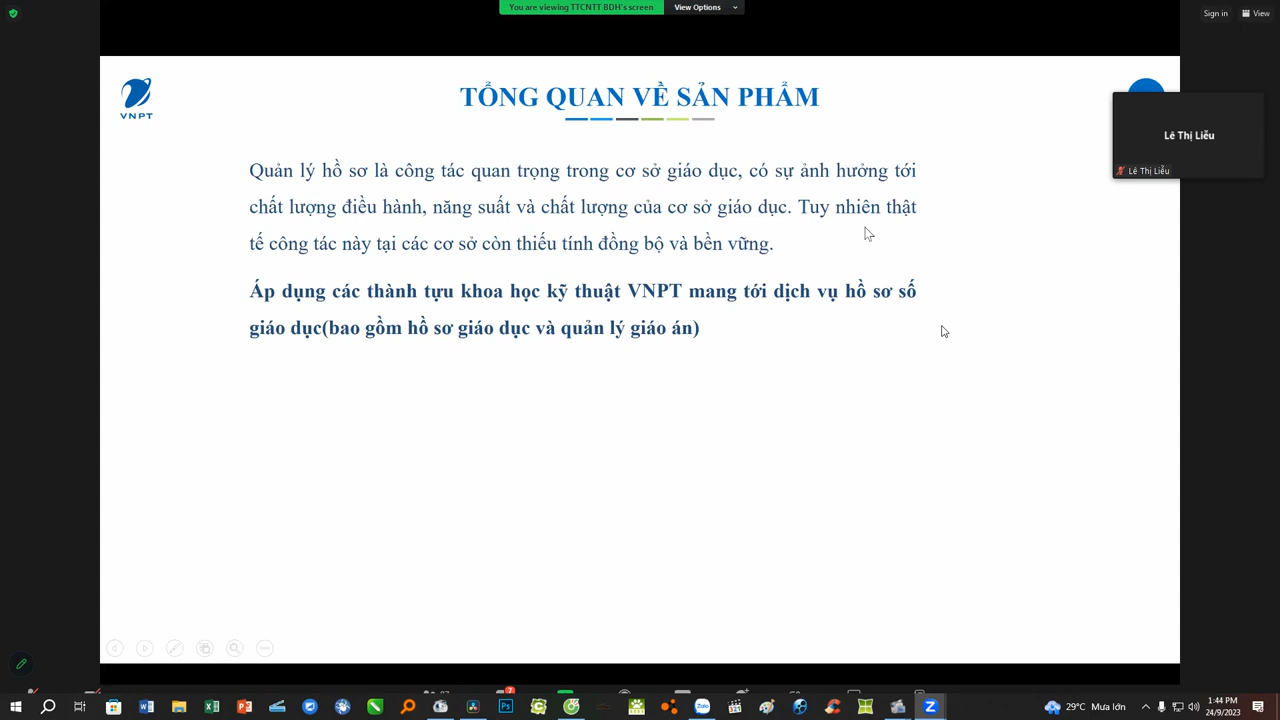 You are viewing TTCNTT BDH's screen
View Options
Sign in
View
VNPT
TỔNG QUAN VỀ SẢN PHẨM
Lê Thị Liễu
Lê Thị Liễu
Quản lý hồ sơ là công tác quan trọng trong cơ sở giáo dục, có sự ảnh hưởng tới
chất lượng điều hành, năng suất và chất lượng của cơ sở giáo dục. Tuy nhiên thật
tế công tác này tại các cơ sở còn thiếu tính đồng bộ và bền vững.
Áp dụng các thành tựu khoa học kỹ thuật VNPT mang tới dịch vụ hồ sơ số
giáo dục(bao gồm hồ sơ giáo dục và quản lý giáo án)
7
Zalo
29°C Mưa lớn
1:44 PM
24/9/2023